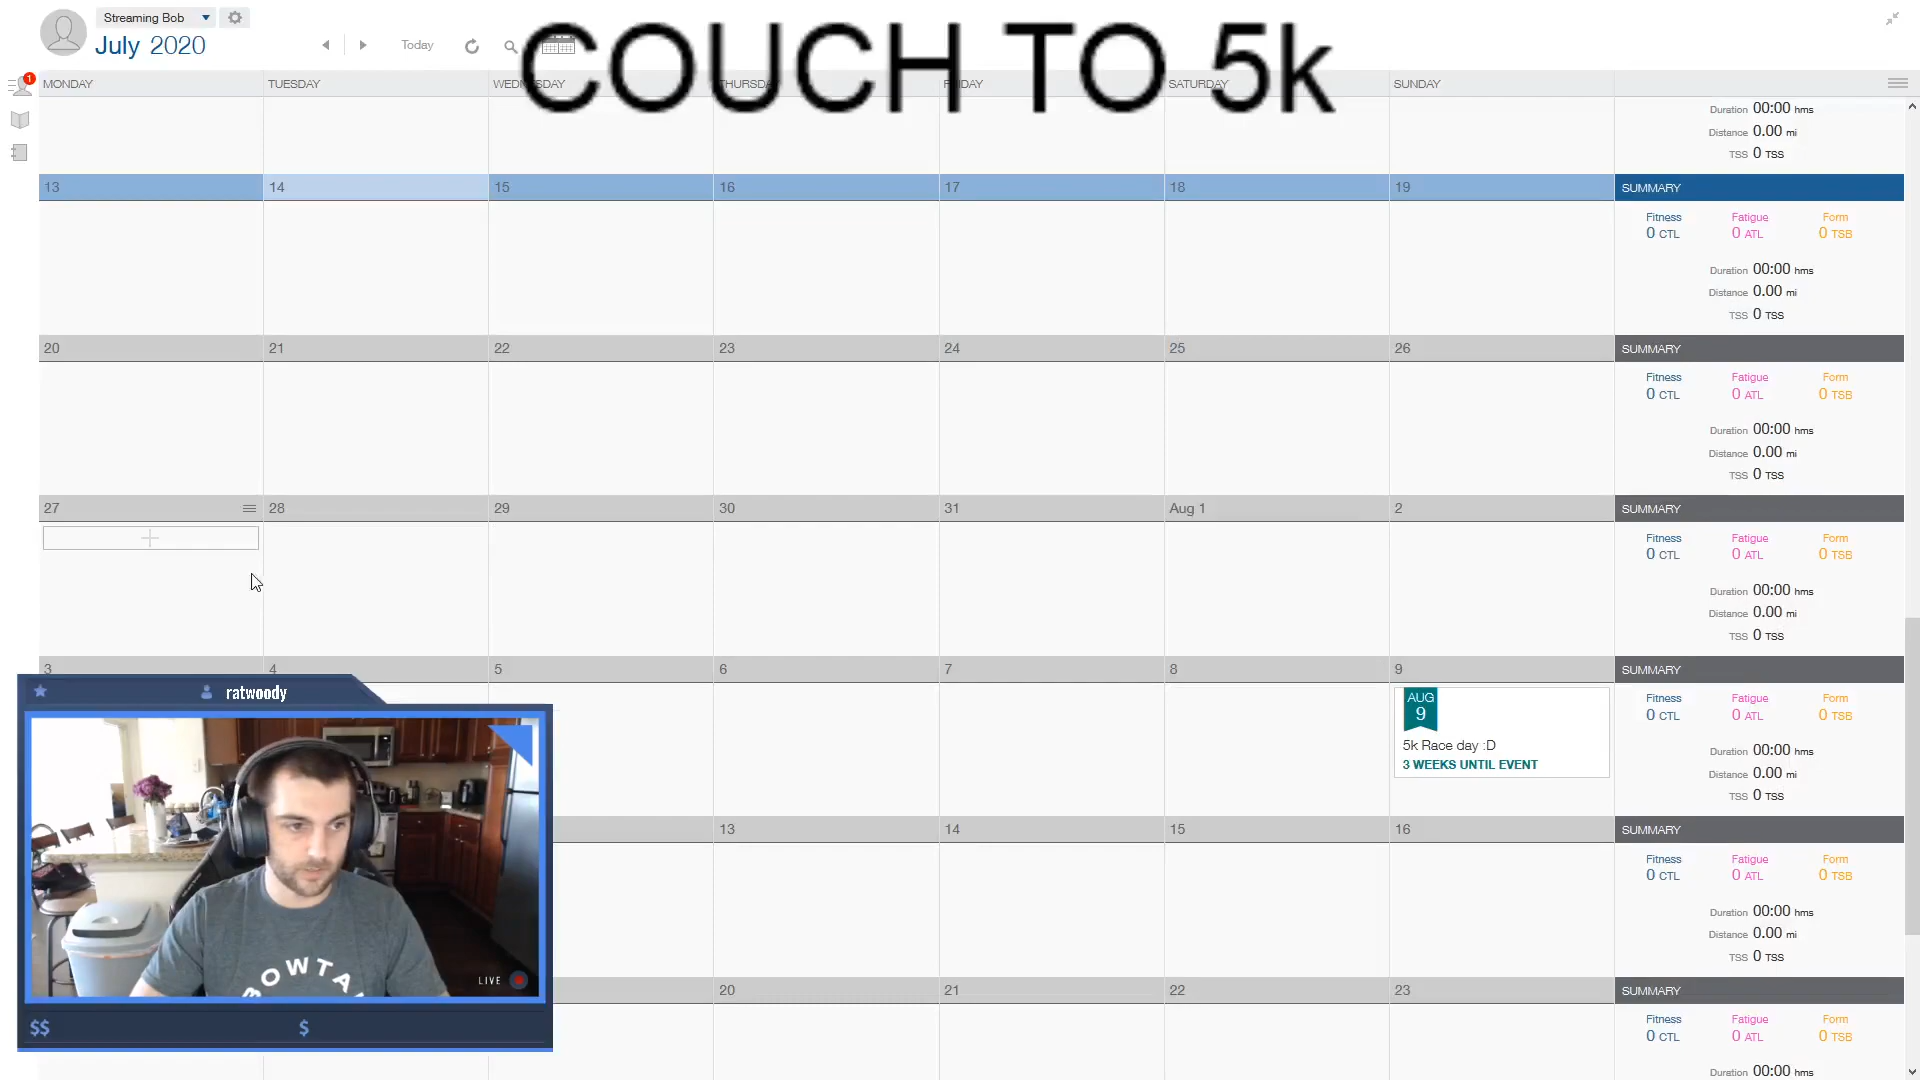 Streaming Bob
July 2020
Today
COUCH TO 5k
1
MONDAY TUESDAY WEDNESDAY THURSDAY FRIDAY SATURDAY SUNDAY
Duration 00:00 hms
Distance 0.00 mi
TSS 0 TSS
13 14 15 16 17 18 19 SUMMARY
Fitness Fatigue Form
0 CTL 0 ATL 0 TSB
Duration 00:00 hms
Distance 0.00 mi
TSS 0 TSS
20 21 22 23 24 25 26 SUMMARY
Fitness Fatigue Form
0 CTL 0 ATL 0 TSB
Duration 00:00 hms
Distance 0.00 mi
TSS 0 TSS
27 28 29 30 31 Aug 1 2 SUMMARY
Fitness Fatigue Form
0 CTL 0 ATL 0 TSB
Duration 00:00 hms
Distance 0.00 mi
TSS 0 TSS
3 4 5 6 7 8 9 SUMMARY
AUG
9
5k Race day :D
3 WEEKS UNTIL EVENT
Fitness Fatigue Form
0 CTL 0 ATL 0 TSB
Duration 00:00 hms
Distance 0.00 mi
TSS 0 TSS
13 14 15 16 SUMMARY
Fitness Fatigue Form
0 CTL 0 ATL 0 TSB
Duration 00:00 hms
Distance 0.00 mi
TSS 0 TSS
20 21 22 23 SUMMARY
Fitness Fatigue Form
0 CTL 0 ATL 0 TSB
Duration 00:00 hms
ratwoody
BOWTA
LIVE
$$ $